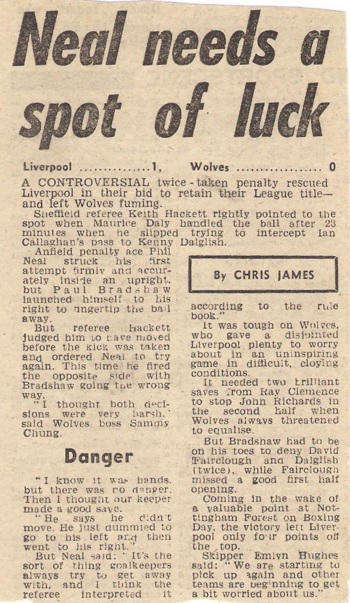 Neal needs a
spot of luck
Liverpool ..............1, Wolves ................. 0
A CONTROVERSIAL twice-taken penalty rescued
Liverpool in their bid to retain their League title—
and left Wolves fuming.
Sheffield referee Keith Hackett rightly pointed to the
spot when Maurice Daly handled the ball after 23
minutes when he slipped trying to intercept Ian
Callaghan's pass to Kenny Dalglish.
Anfield penalty ace Phil
Neal struck his first
attempt firmly and accur-
ately inside an upright,
but Paul Bradshaw
launched himself to his
right to fingertip the ball
away.
But referee Hackett
judged him to have moved
before the kick was taken
and ordered Neal to try
again. This time he fired
the opposite side with
Bradshaw going the wrong
way.
"I thought both deci-
sions were very harsh,"
said Wolves boss Sammy
Chung.
Danger
"I know it was hands,
but there was no danger.
Then I thought our keeper
made a good save.
"He says he didn't
move. He just dummied to
go to his left and then
went to his right."
But Neal said: "It's the
sort of thing goalkeepers
always try to get away
with, and I think the
referee interpreted it
By CHRIS JAMES
according to the rule
book."
It was tough on Wolves,
who gave a disjointed
Liverpool plenty to worry
about in an uninspiring
game in difficult, cloying
conditions.
It needed two brilliant
saves from Ray Clemence
to stop John Richards in
the second half when
Wolves always threatened
to equalise.
But Bradshaw had to be
on his toes to deny David
Fairclough and Dalglish
(twice), while Fairclough
missed a good first half
opening.
Coming in the wake of
a valuable point at Not-
tingham Forest on Boxing
Day, the victory left Liver-
pool only four points off
the top.
Skipper Emlyn Hughes
said: "We are starting to
pick up again and other
teams are beginning to get
a bit worried about us."